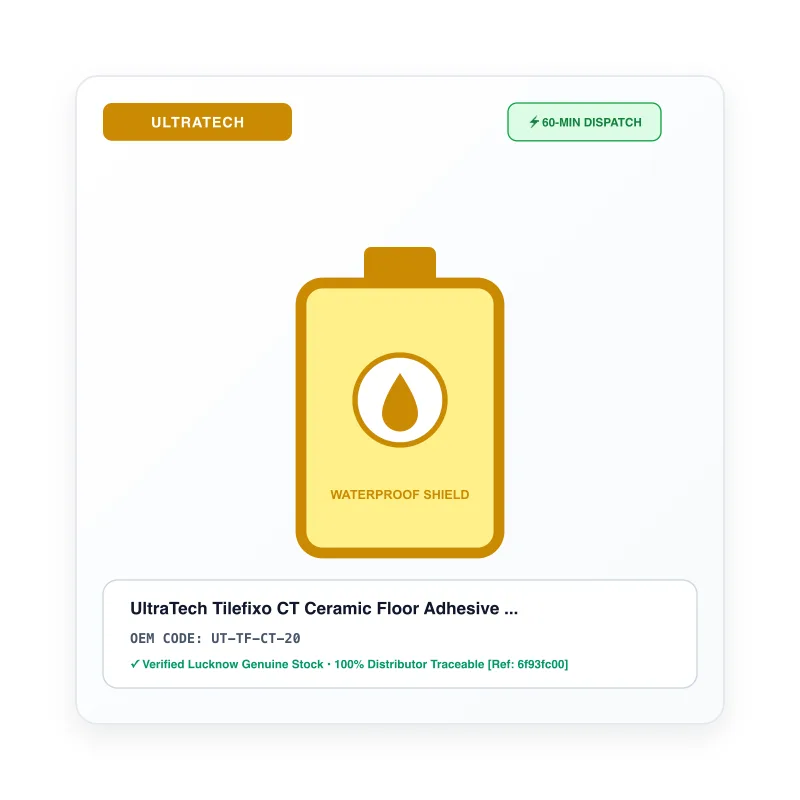 ULTRATECH
⚡60-MIN DISPATCH
WATERPROOF SHIELD
UltraTech Tilefixo CT Ceramic Floor Adhesive ...
OEM CODE: UT-TF-CT-20
✓ Verified Lucknow Genuine Stock • 100% Distributor Traceable [Ref: 6f93fc00]